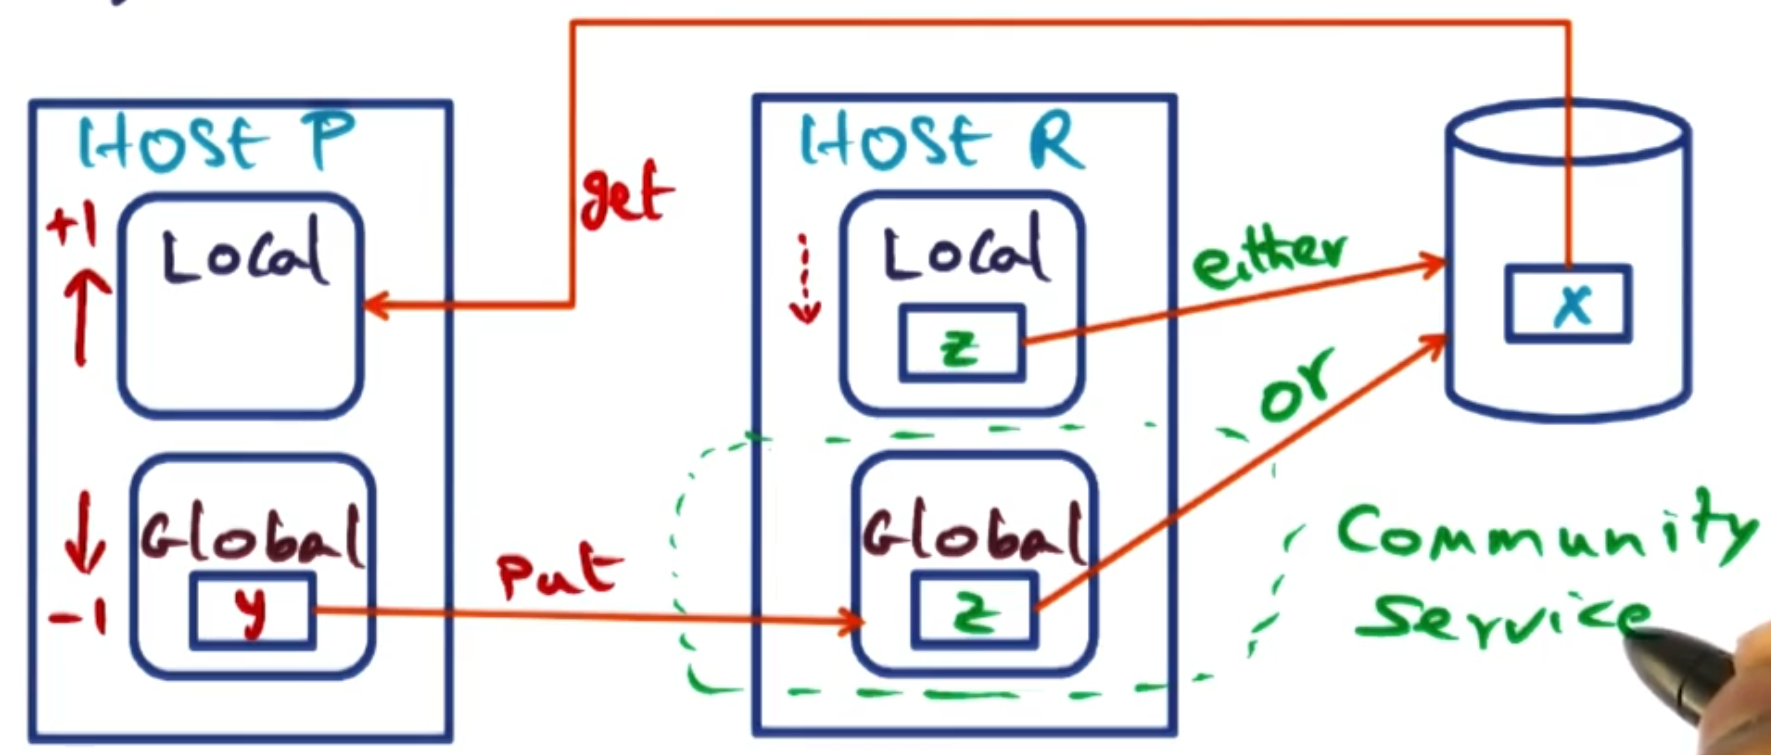 Host P
Host R
+1
Local
get
Local
either
z
x
or
Global
Global
Community
Service
-1
y
Put
z